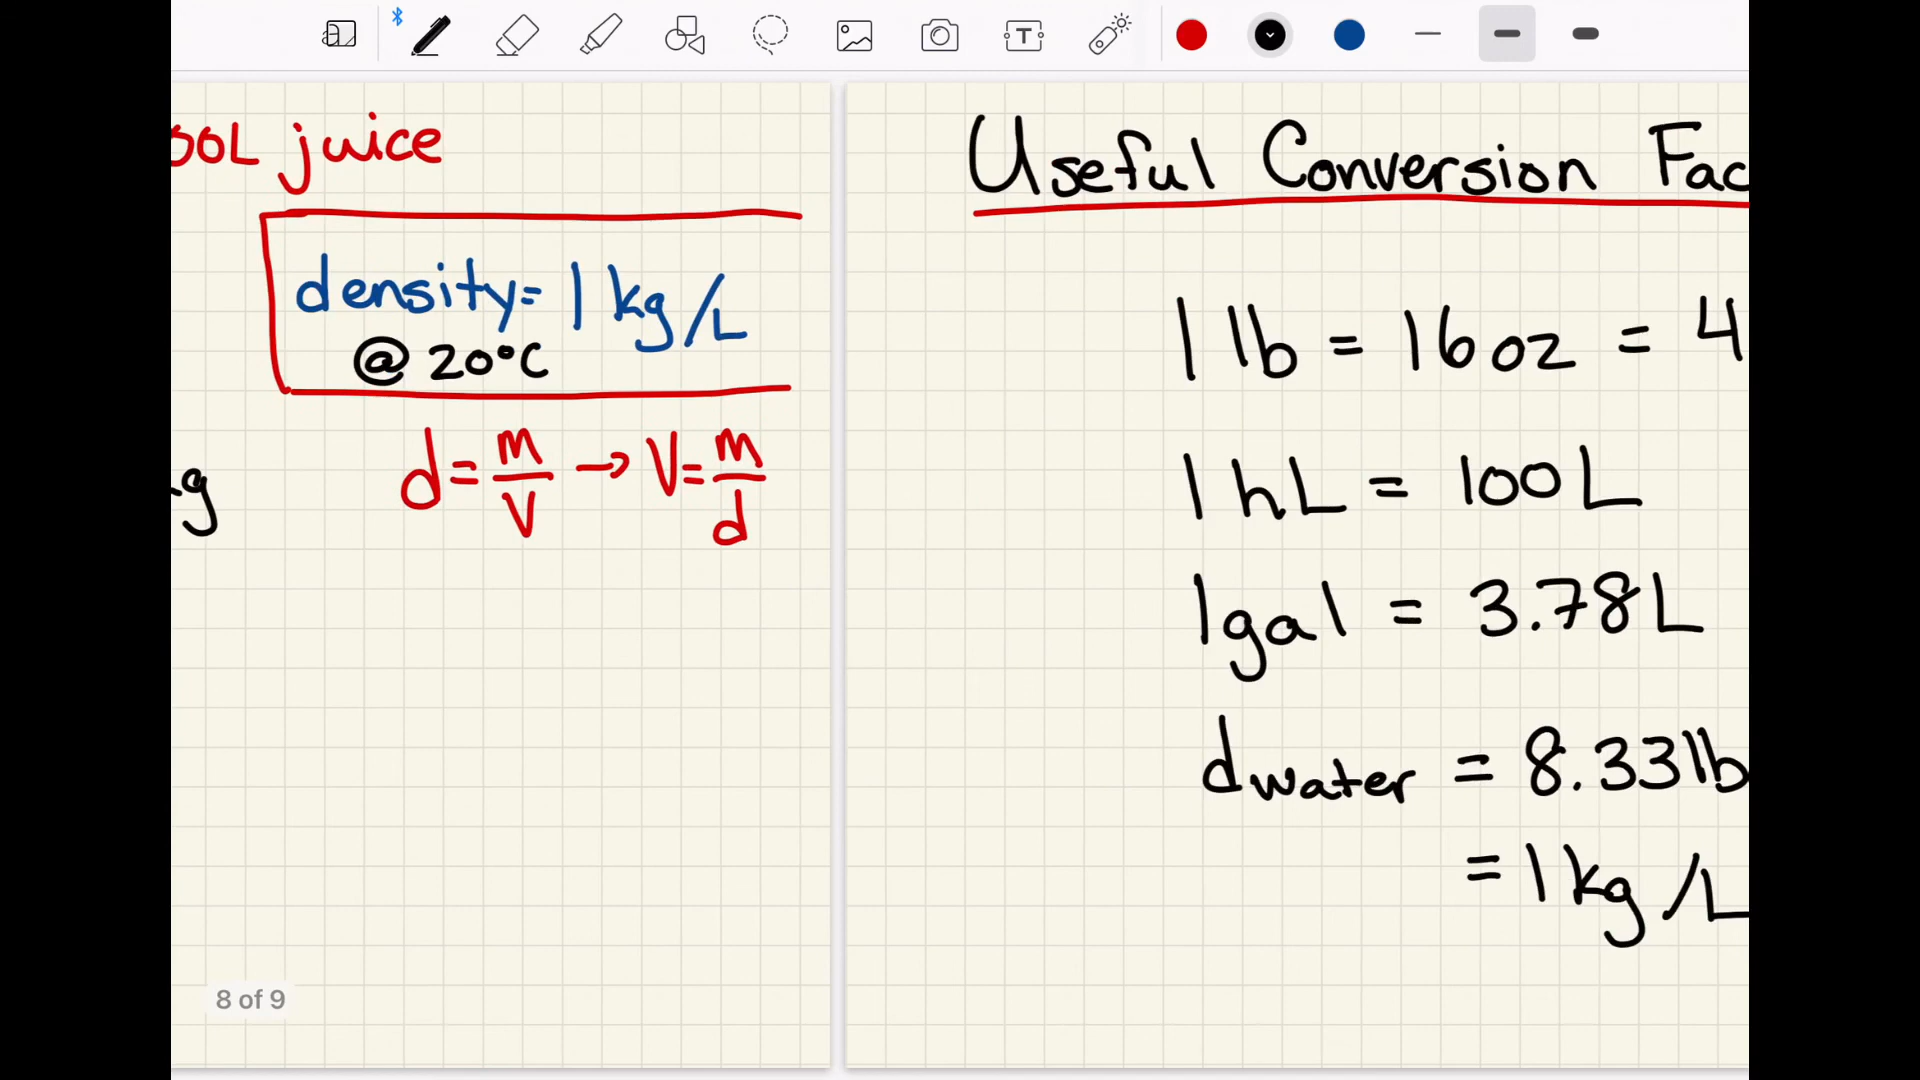 00L juice
density= 1 kg/L
@ 20°C
g
d = m/V → V = m/d
8 of 9
Useful Conversion Fac
1 lb = 16 oz = 4
1 hL = 100 L
1 gal = 3.78 L
dwater = 8.33 lb
= 1 kg/L